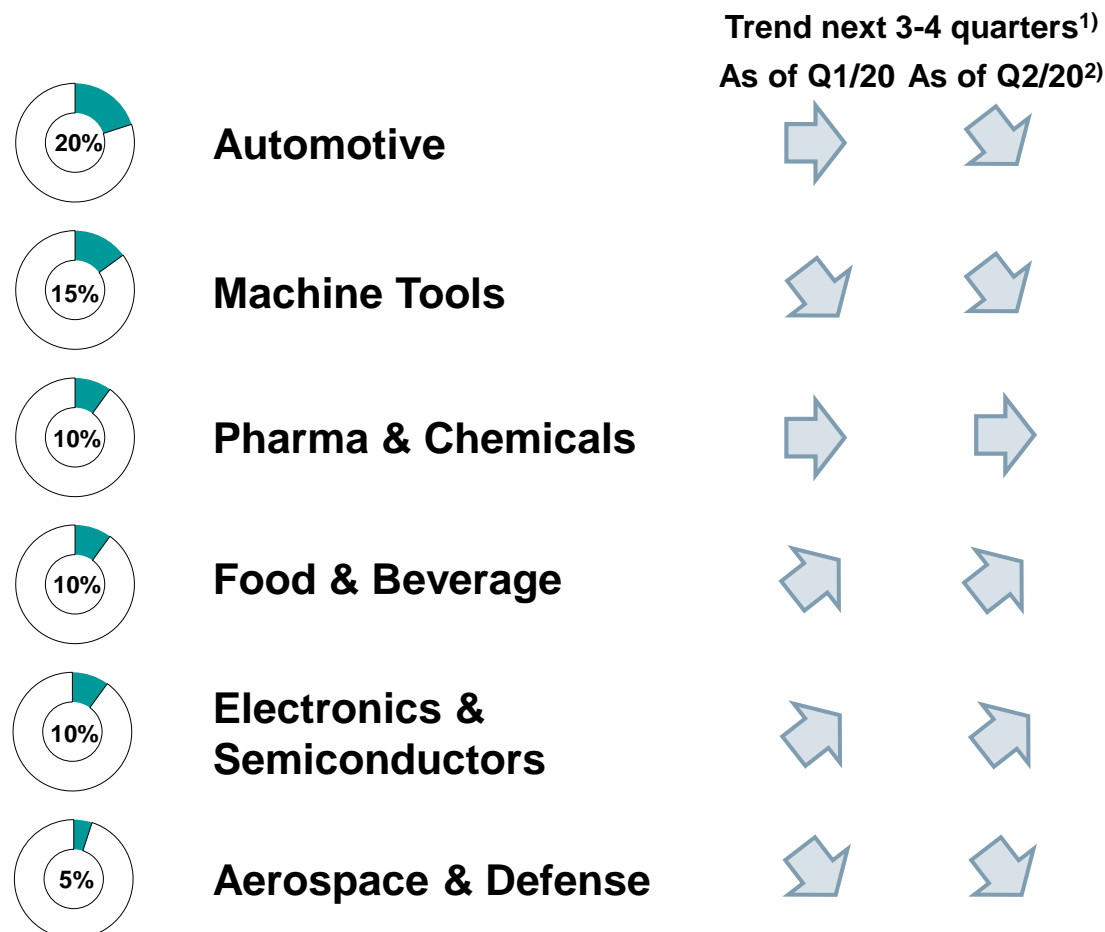 Trend next 3-4 quarters1)
As of Q1/20 As of Q2/202)
20%
Automotive
15%
Machine Tools
10%
Pharma & Chemicals
10%
Food & Beverage
10%
Electronics &
Semiconductors
5%
Aerospace & Defense